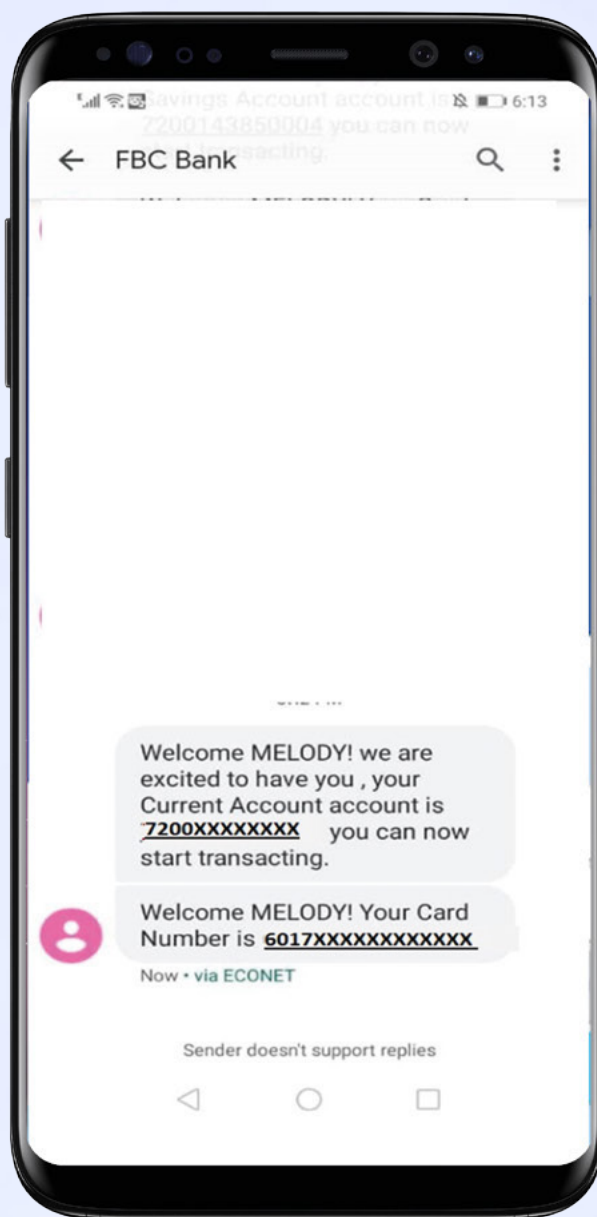 Savings Account account is
6:13
7200143850004 you can now
start transacting.
FBC Bank
Welcome MELODY! we are
excited to have you , your
Current Account account is
7200XXXXXXXX you can now
start transacting.
Welcome MELODY! Your Card
Number is 6017XXXXXXXXXXXX
Now • via ECONET
Sender doesn't support replies